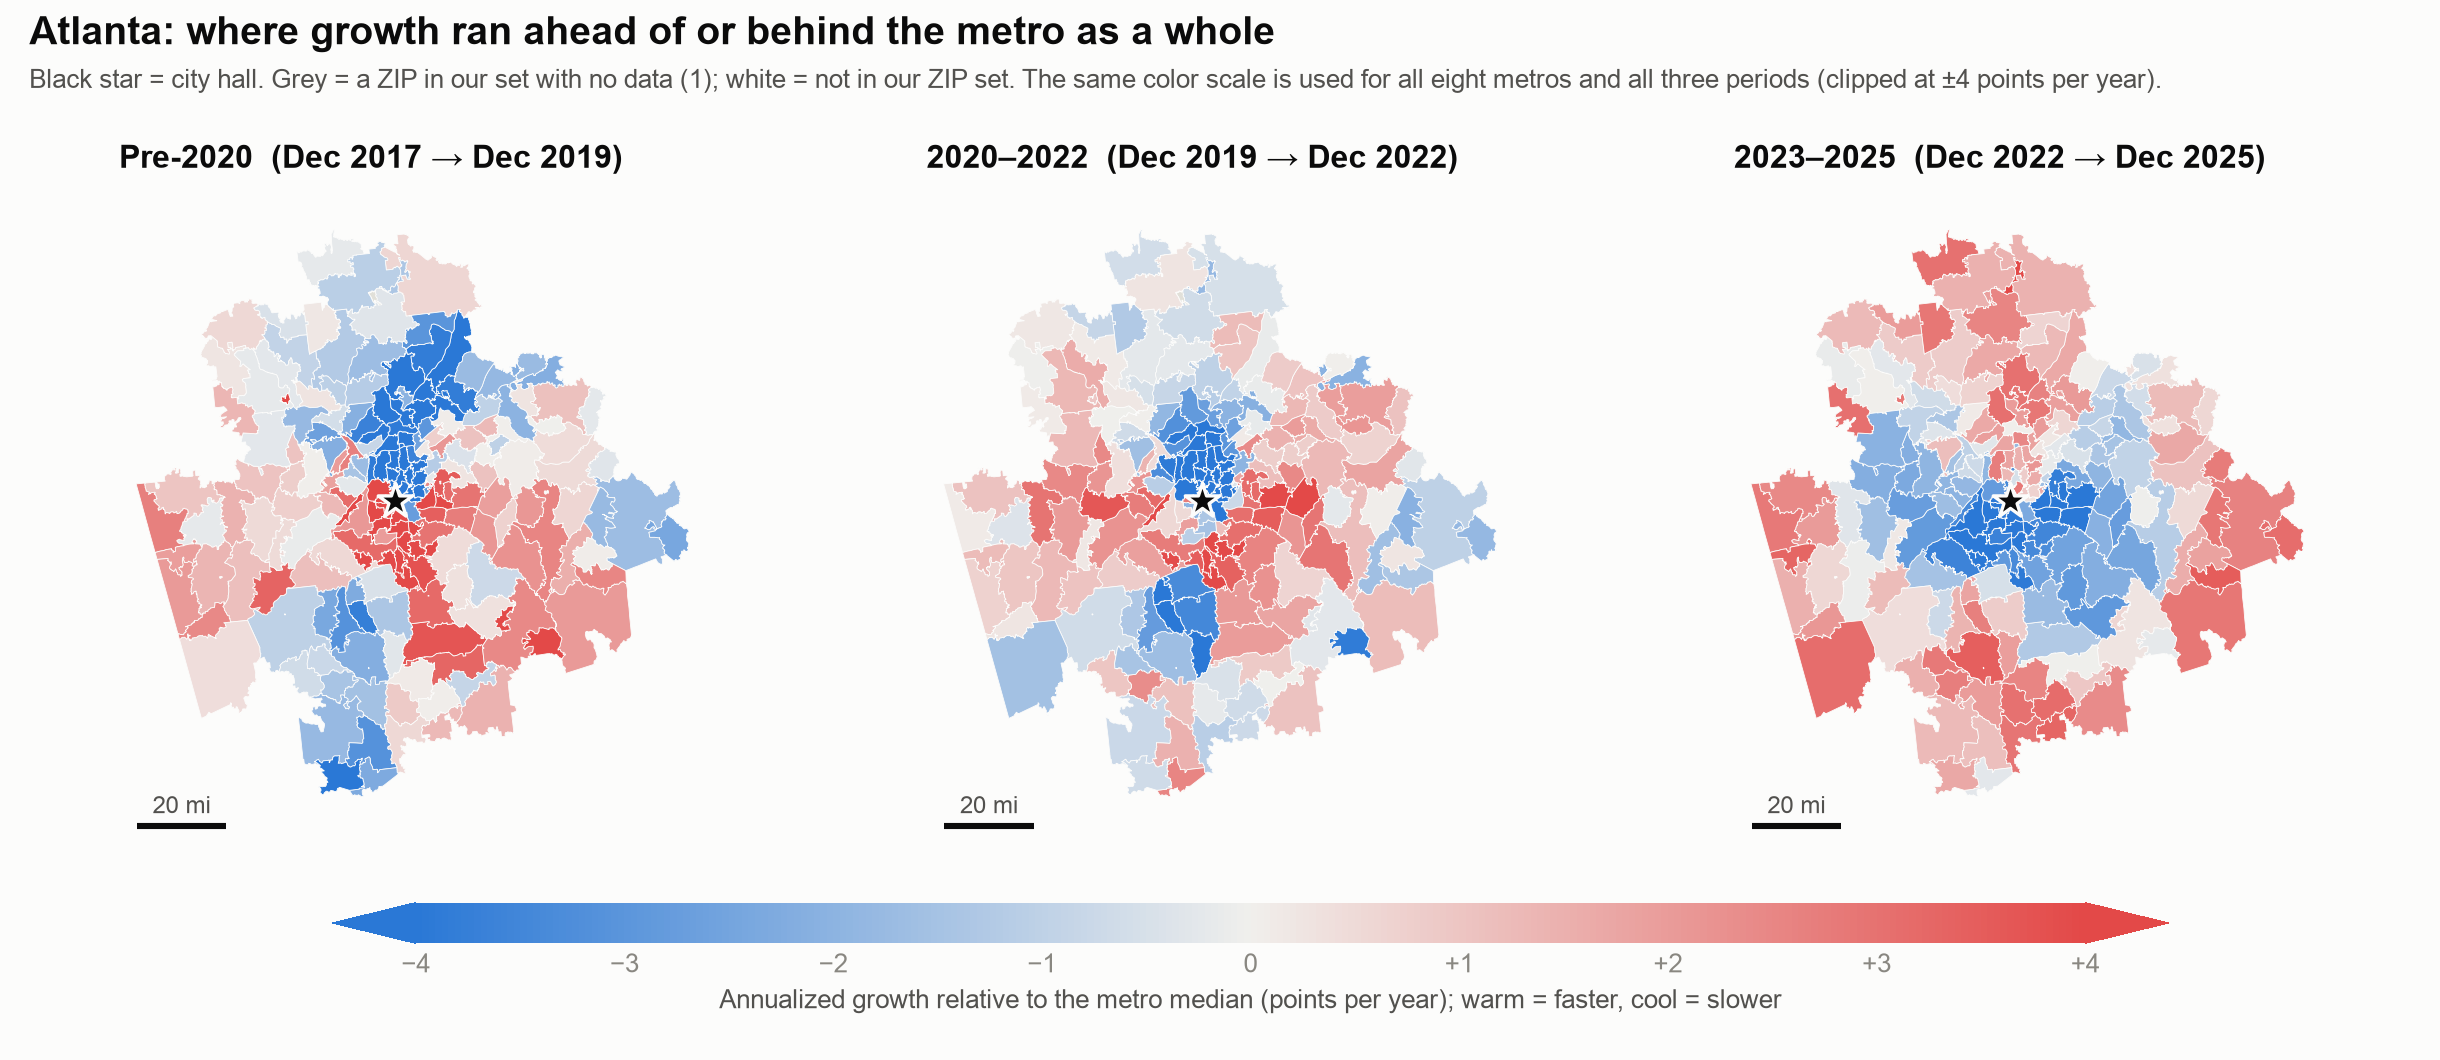 Atlanta: where growth ran ahead of or behind the metro as a whole
Black star = city hall. Grey = a ZIP in our set with no data (1); white = not in our ZIP set. The same color scale is used for all eight metros and all three periods (clipped at ±4 points per year).
Pre-2020 (Dec 2017 → Dec 2019)
2020–2022 (Dec 2019 → Dec 2022)
2023–2025 (Dec 2022 → Dec 2025)
20 mi
20 mi
20 mi
−4 −3 −2 −1 0 +1 +2 +3 +4
Annualized growth relative to the metro median (points per year); warm = faster, cool = slower